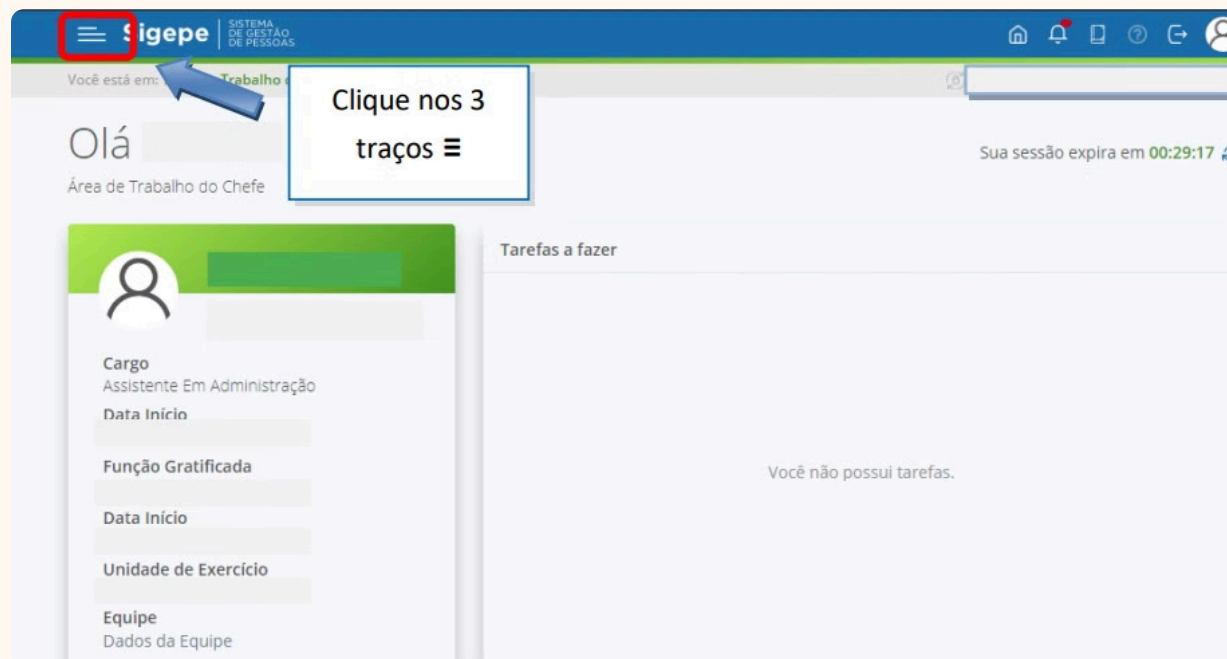 Sigepe
SISTEMA
DE GESTÃO
DE PESSOAS
Você está em:
Trabalho
Clique nos 3
traços ≡
Olá
Sua sessão expira em 00:29:17
Área de Trabalho do Chefe
Tarefas a fazer
Cargo
Assistente Em Administração
Data Início
Função Gratificada
Data Início
Unidade de Exercício
Equipe
Dados da Equipe
Você não possui tarefas.